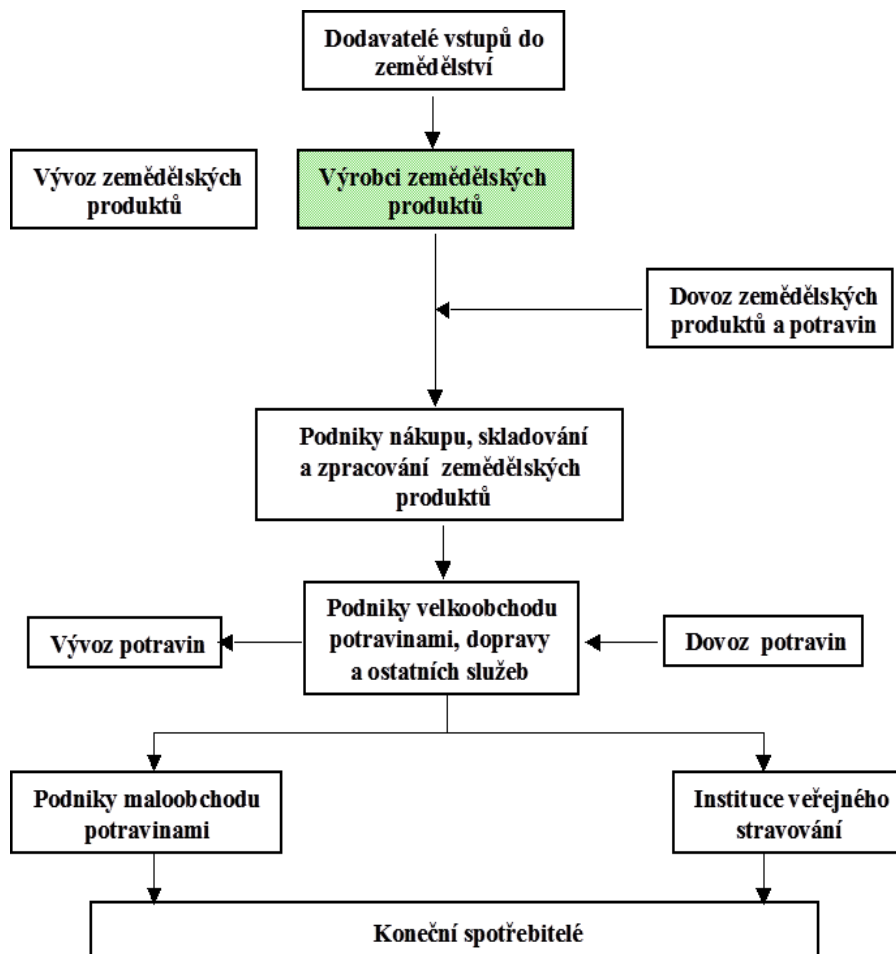 Dodavatelé vstupů do
zemědělství
Vývoz zemědělských
produktů
Výrobci zemědělských
produktů
Dovoz zemědělských
produktů a potravin
Podniky nákupu, skladování
a zpracování zemědělských
produktů
Podniky velkoobchodu
potravinami, dopravy
a ostatních služeb
Vývoz potravin
Dovoz potravin
Podniky maloobchodu
potravinami
Instituce veřejného
stravování
Koneční spotřebitelé